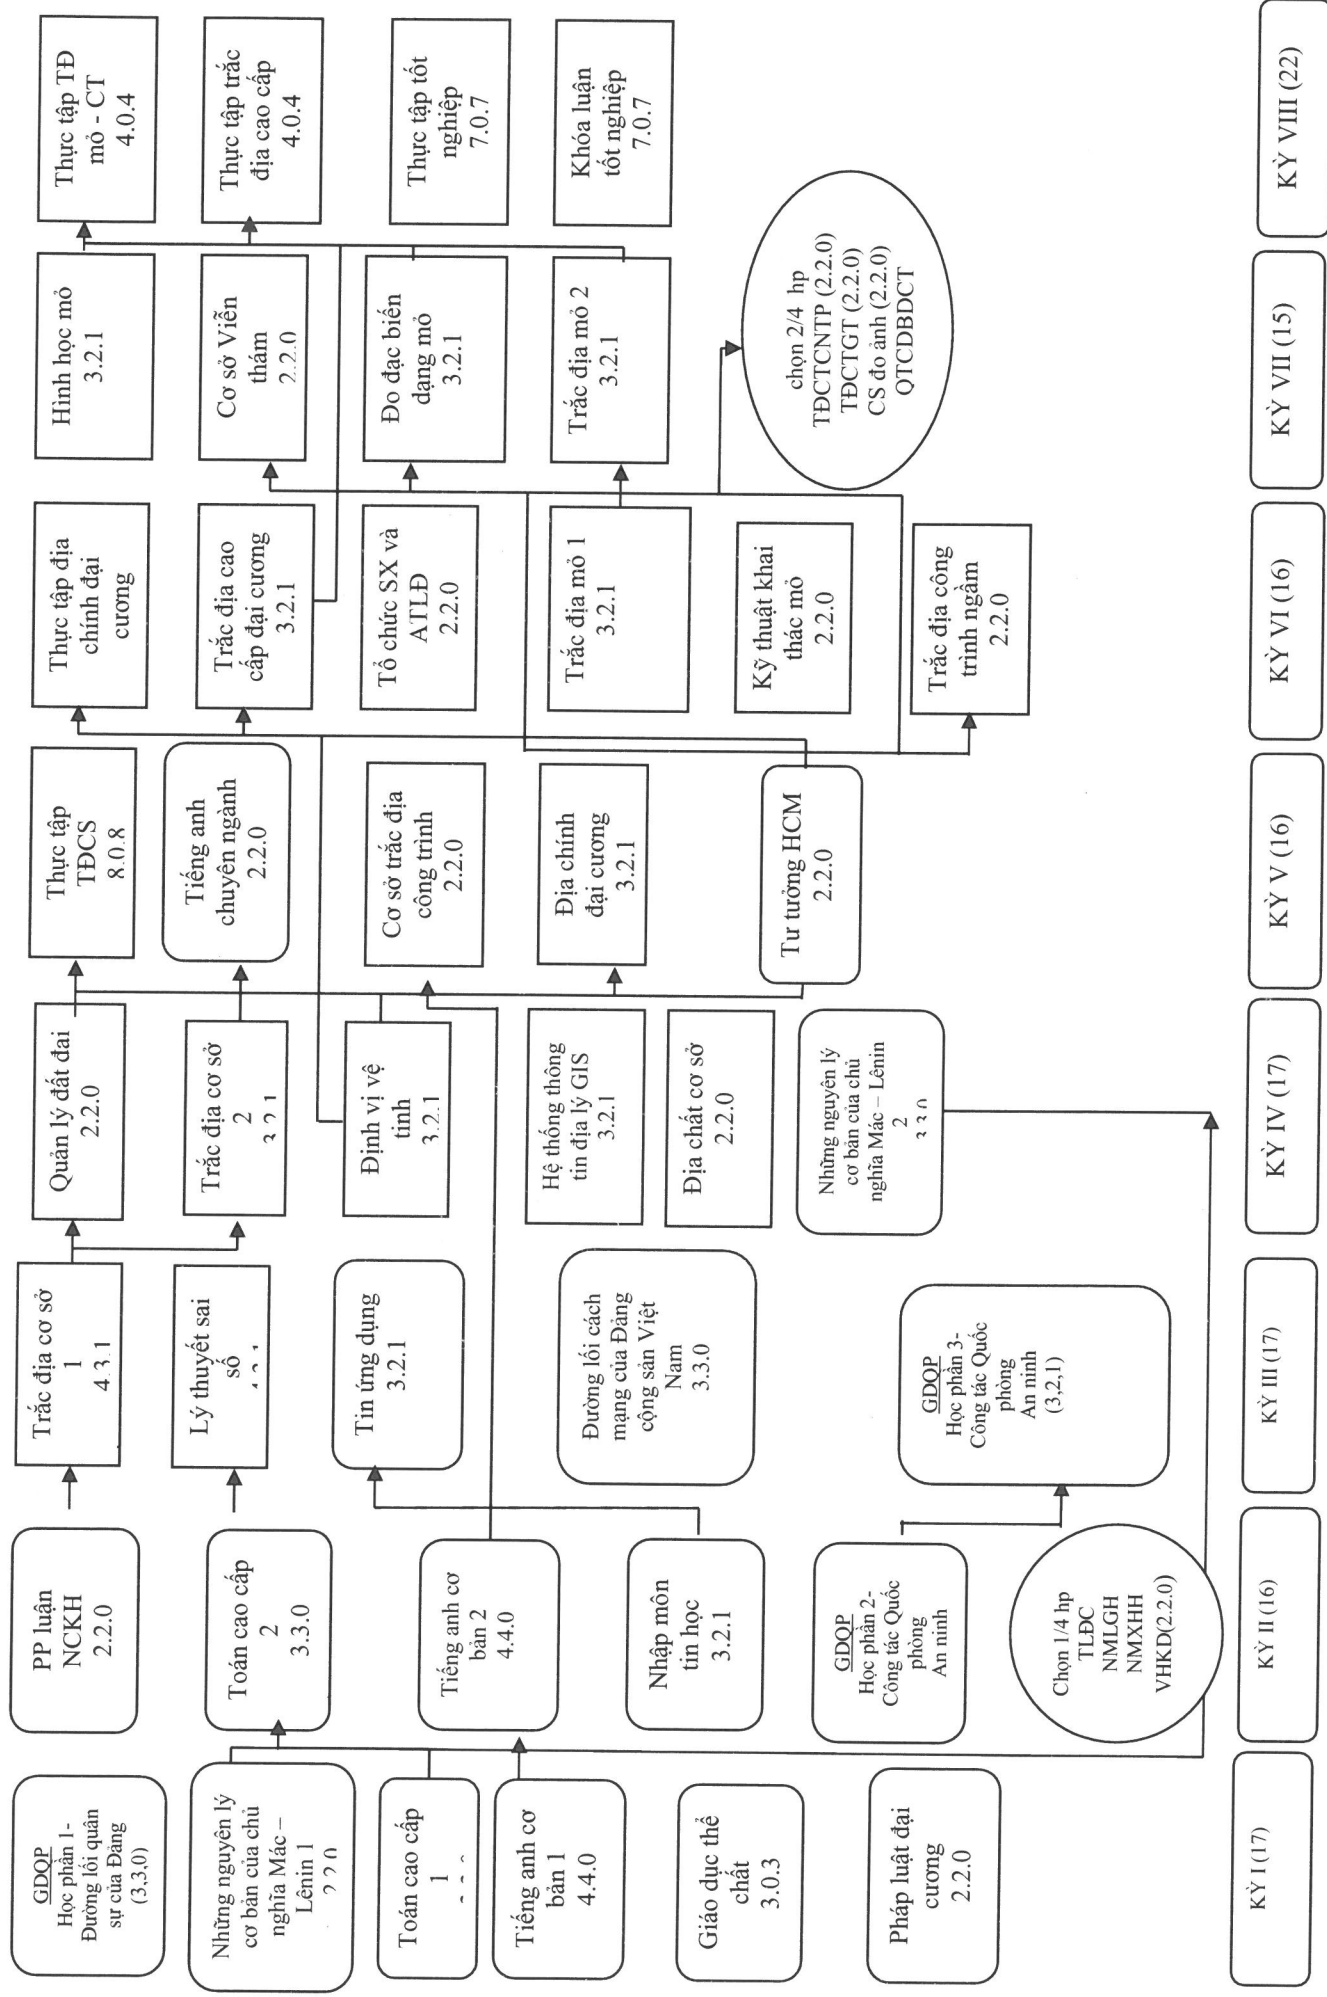 GDQP
Học phần 1-
Đường lối quân
sự của Đảng
(3,3,0)
Những nguyên lý
cơ bản của chủ
nghĩa Mác –
Lênin 1
Toán cao cấp
1
Tiếng anh cơ
bản 1
4.4.0
Giáo dục thể
chất
3.0.3
Pháp luật đại
cương
2.2.0
KỲ I (17)
PP luận
NCKH
2.2.0
Toán cao cấp
2
3.3.0
Tiếng anh cơ
bản 2
4.4.0
Nhập môn
tin học
3.2.1
GDQP
Học phần 2-
Công tác Quốc
phòng
An ninh
Chọn 1/4 hp
TLĐC
NMLGH
NMXHH
VHKD(2.2.0)
KỲ II (16)
Trắc địa cơ sở
1
4.3.1
Lý thuyết sai
số
Tin ứng dụng
3.2.1
Đường lối cách
mạng của Đảng
cộng sản Việt
Nam
3.3.0
GDQP
Học phần 3-
Công tác Quốc
phòng
An ninh
(3,2,1)
KỲ III (17)
Quản lý đất đai
2.2.0
Trắc địa cơ sở
2
3.2.1
Định vị vệ
tinh
3.2.1
Hệ thống thông
tin địa lý GIS
3.2.1
Địa chất cơ sở
2.2.0
Những nguyên lý
cơ bản của chủ
nghĩa Mác – Lênin
2
3.3.0
KỲ IV (17)
Thực tập
TĐCS
8.0.8
Tiếng anh
chuyên ngành
2.2.0
Cơ sở trắc địa
công trình
2.2.0
Địa chính
đại cương
3.2.1
Tư tưởng HCM
2.2.0
KỲ V (16)
Thực tập địa
chính đại
cương
Trắc địa cao
cấp đại cương
3.2.1
Tổ chức SX và
ATLĐ
2.2.0
Trắc địa mỏ 1
3.2.1
Kỹ thuật khai
thác mỏ
2.2.0
Trắc địa công
trình ngầm
2.2.0
KỲ VI (16)
Hình học mỏ
3.2.1
Cơ sở Viễn
thám
2.2.0
Đo đạc biến
dạng mỏ
3.2.1
Trắc địa mỏ 2
3.2.1
chọn 2/4 hp
TĐCTCNTP (2.2.0)
TĐCTGT (2.2.0)
CS đo ảnh (2.2.0)
QTCDBDCT
KỲ VII (15)
Thực tập TĐ
mỏ - CT
4.0.4
Thực tập trắc
địa cao cấp
4.0.4
Thực tập tốt
nghiệp
7.0.7
Khóa luận
tốt nghiệp
7.0.7
KỲ VIII (22)